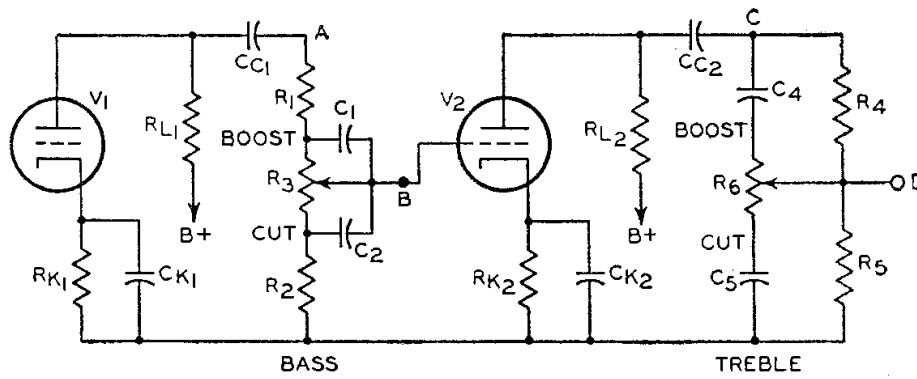 A
C
CC1
CC2
V1
RL1
R1
C1
V2
RL2
C4
R4
BOOST
BOOST
R3
B
R6
D
B+
CUT
C2
B+
CUT
RK1
CK1
R2
RK2
CK2
C5
R5
BASS
TREBLE